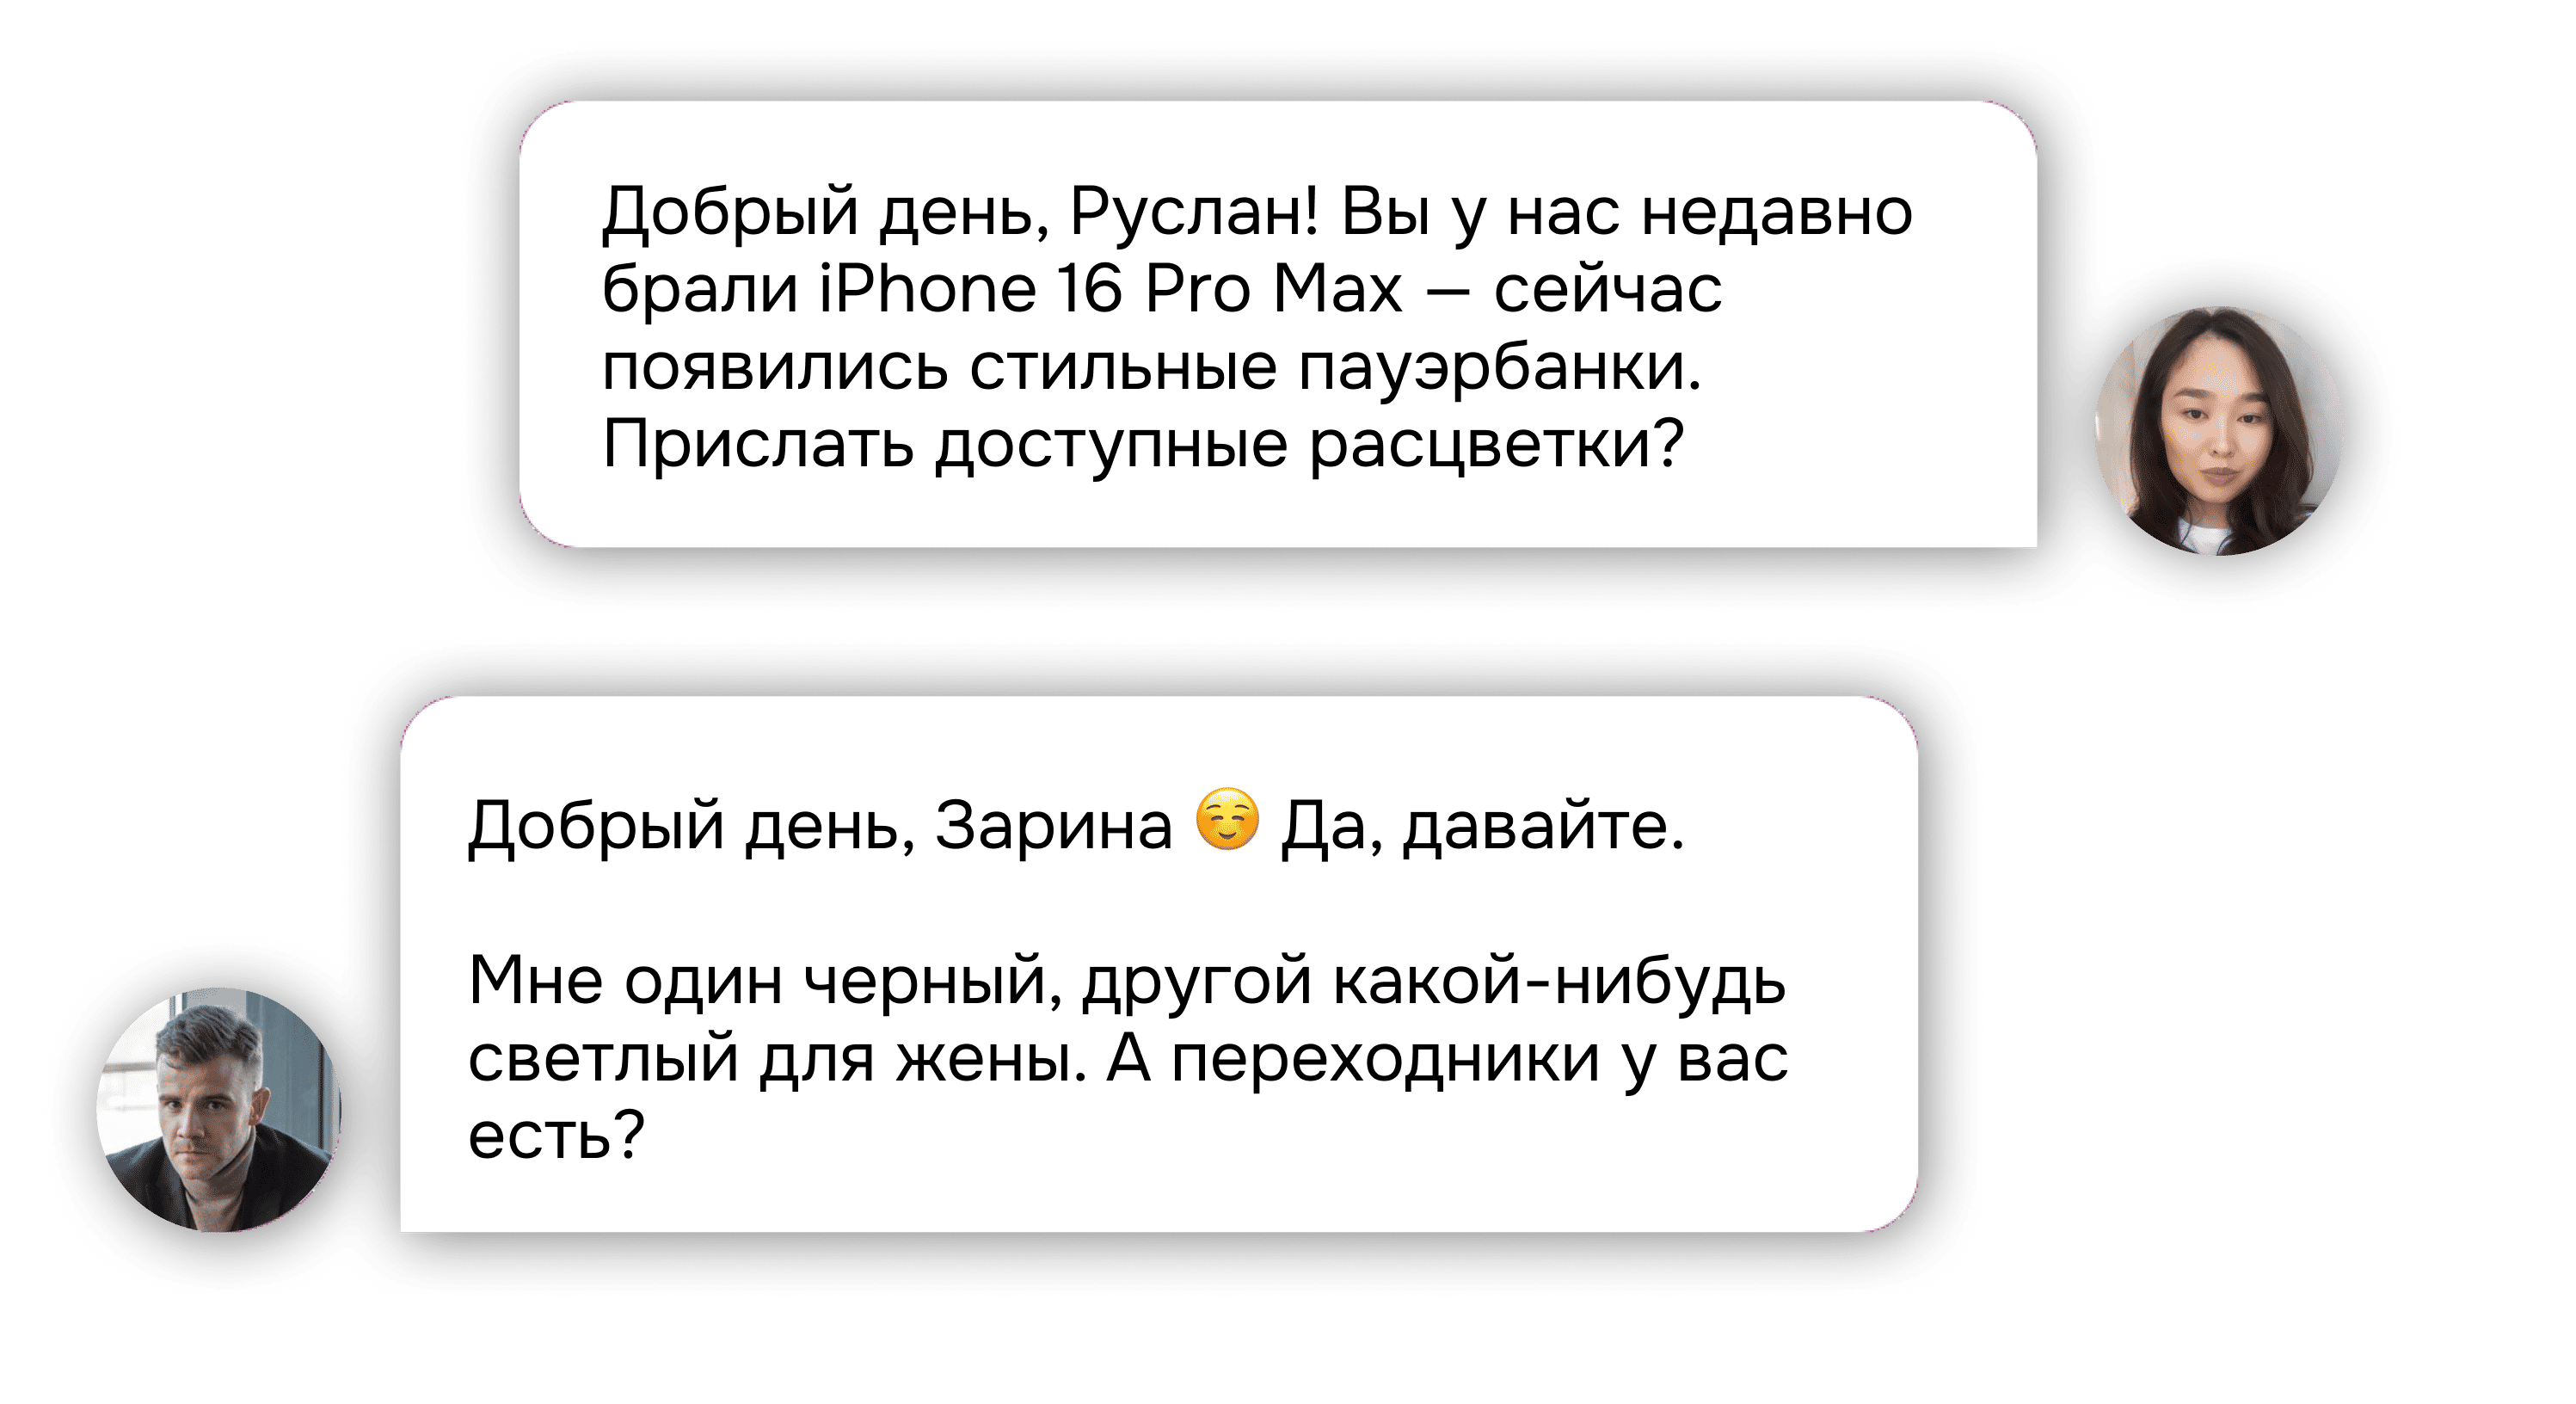 Добрый день, Руслан! Вы у нас недавно
брали iPhone 16 Pro Max — сейчас
появились стильные пауэрбанки.
Прислать доступные расцветки?
Добрый день, Зарина ☺️ Да, давайте.
Мне один черный, другой какой-нибудь
светлый для жены. А переходники у вас
есть?